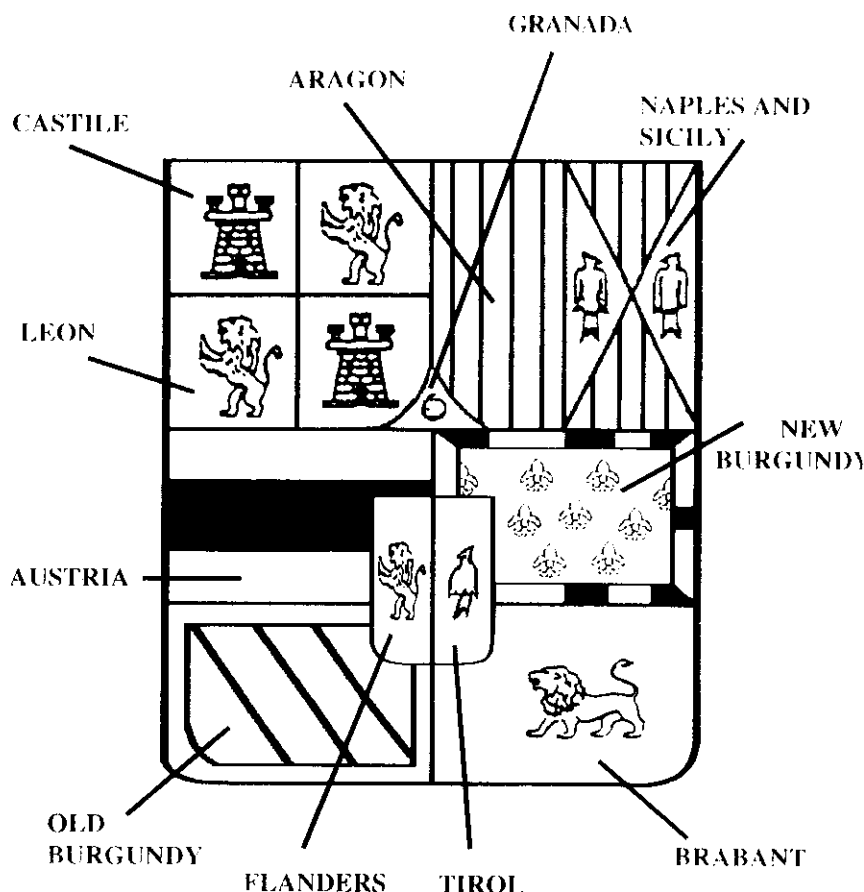 GRANADA
ARAGON
NAPLES AND
SICILY
CASTILE
LEON
NEW
BURGUNDY
AUSTRIA
OLD
BURGUNDY
FLANDERS
TIROL
BRABANT